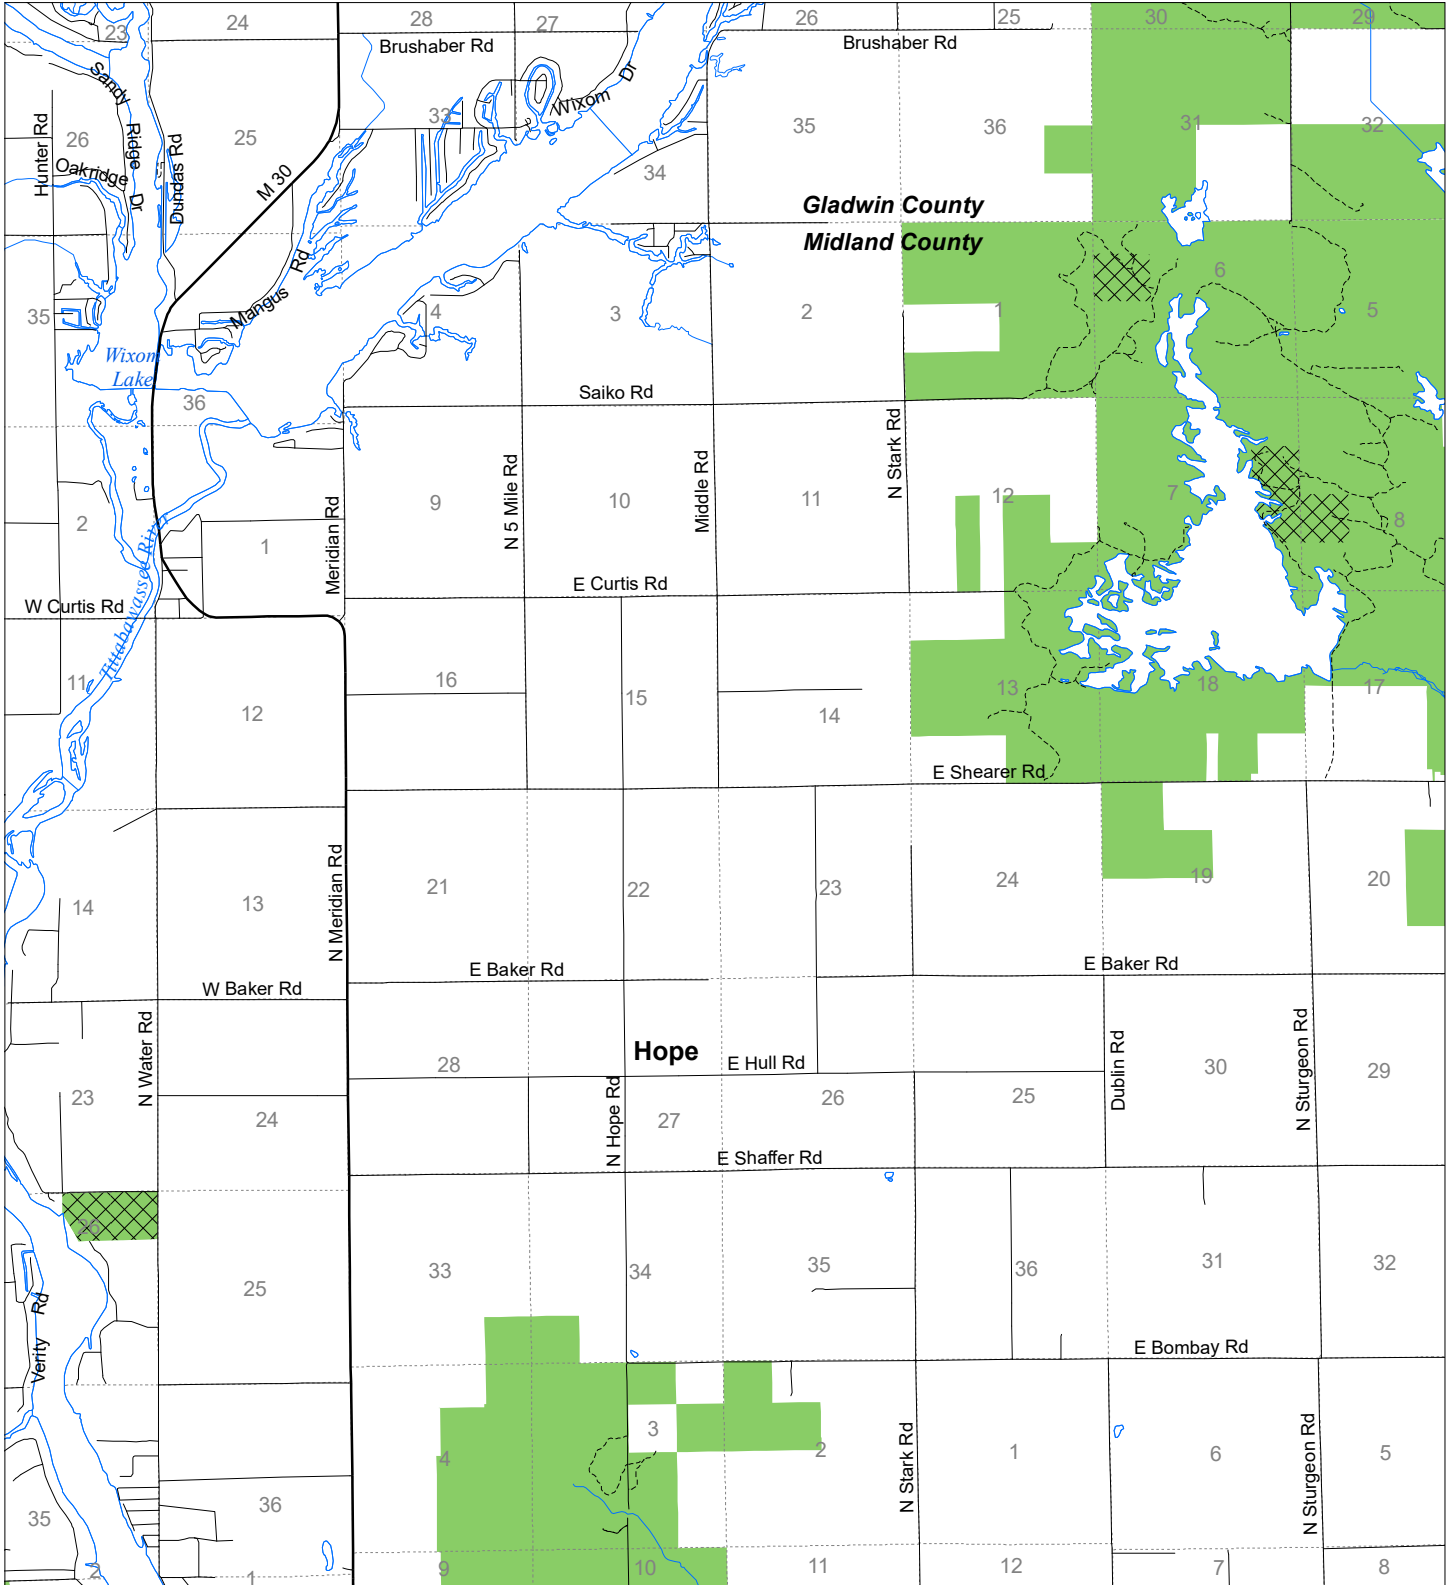 23
24
28
27
26
25
30
29
Brushaber Rd
Brushaber Rd
Sandy Ridge Dr
Hunter Rd
26
Oakridge
Dundas Rd
25
M 30
33
Wixom Dr
34
35
36
31
32
Gladwin County
Midland County
35
Mangus Rd
4
3
2
1
6
5
Wixom
Lake
36
Saiko Rd
2
1
Meridian Rd
9
N 5 Mile Rd
10
Middle Rd
11
N Stark Rd
12
7
8
W Curtis Rd
E Curtis Rd
Tittabawassee River
11
12
16
15
14
13
18
17
E Shearer Rd
14
13
N Meridian Rd
21
22
23
24
19
20
W Baker Rd
E Baker Rd
E Baker Rd
N Water Rd
Hope
E Hull Rd
23
24
28
N Hope Rd
27
26
25
Dublin Rd
30
N Sturgeon Rd
29
E Shaffer Rd
26
25
33
34
35
36
31
32
Verity Rd
E Bombay Rd
35
36
4
3
2
N Stark Rd
1
6
N Sturgeon Rd
5
2
1
9
10
11
12
7
8